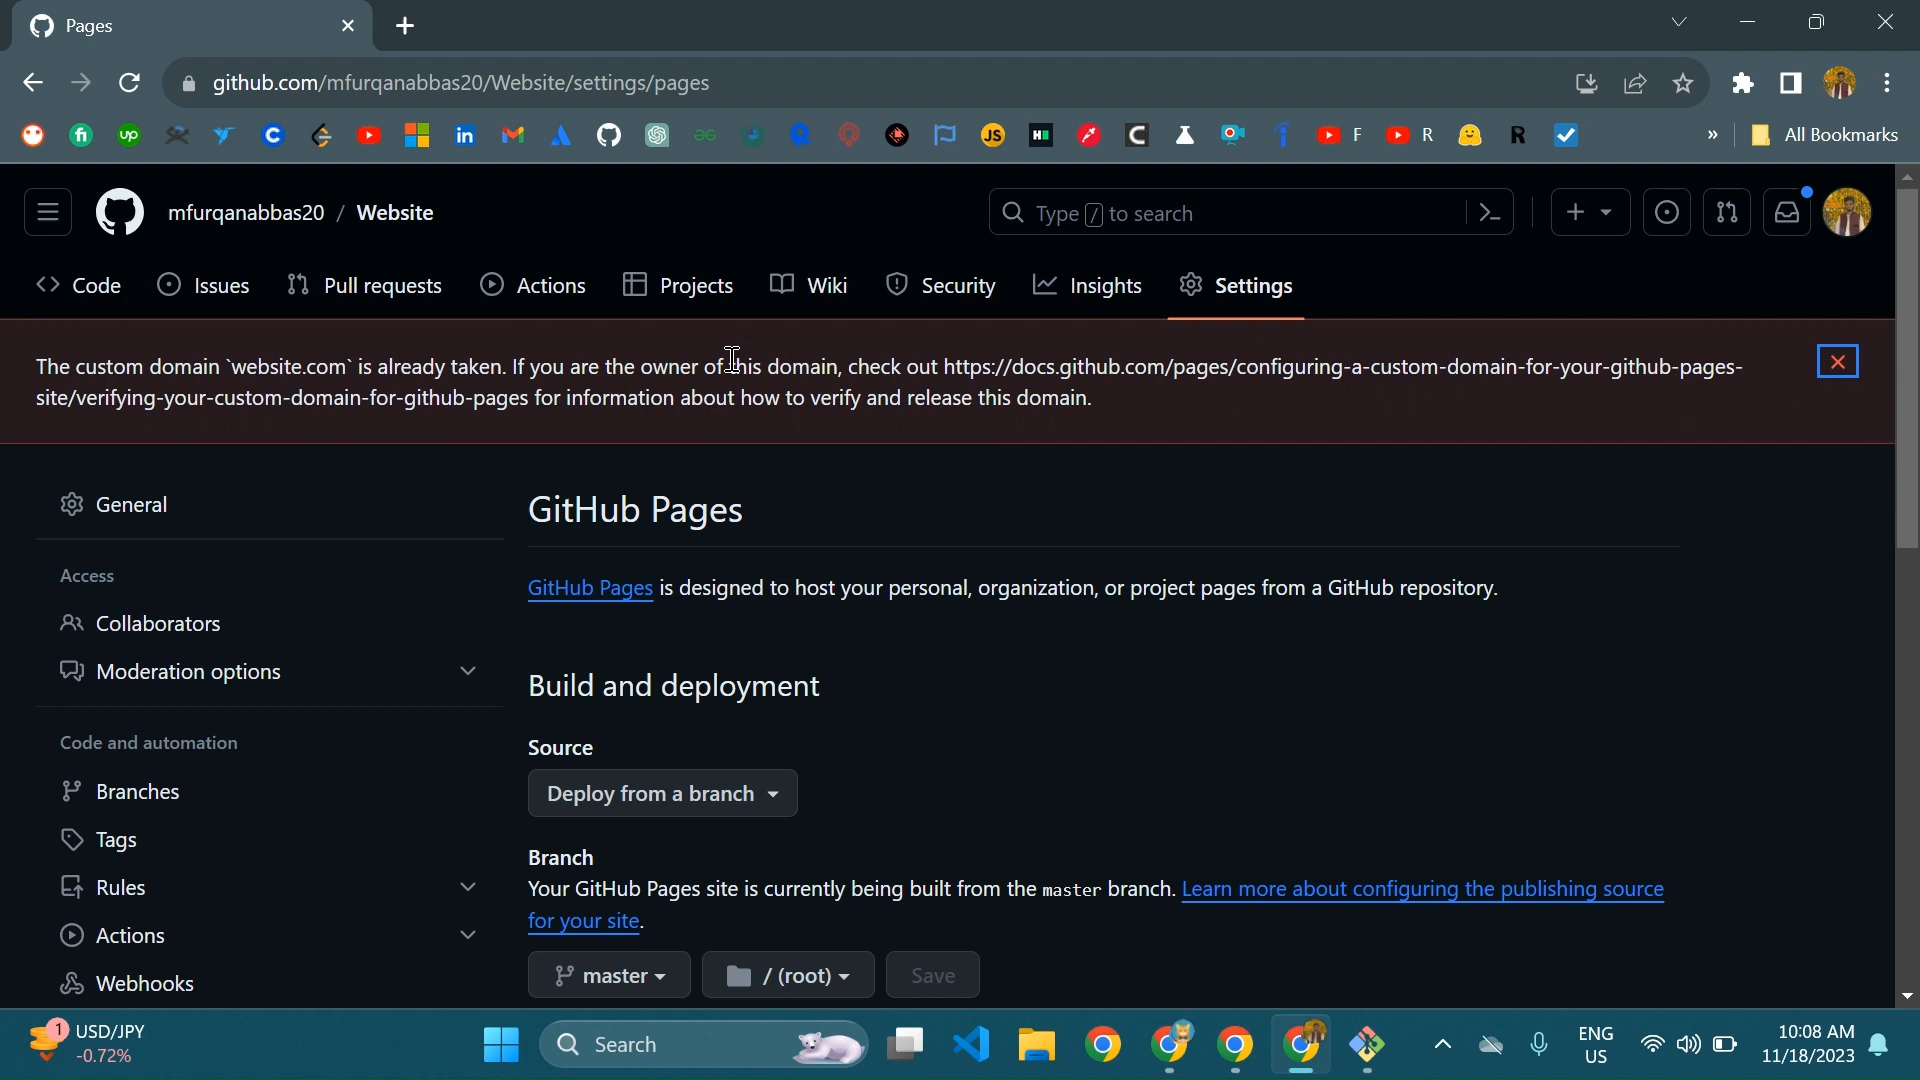 Pages
github.com/mfurqanabbas20/Website/settings/pages
F
R
» All Bookmarks
mfurqanabbas20 / Website
Type / to search
Code Issues Pull requests Actions Projects Wiki Security Insights Settings
The custom domain `website.com` is already taken. If you are the owner of this domain, check out https://docs.github.com/pages/configuring-a-custom-domain-for-your-github-pages-
site/verifying-your-custom-domain-for-github-pages for information about how to verify and release this domain.
General
Access
Collaborators
Moderation options
Code and automation
Branches
Tags
Rules
Actions
Webhooks
GitHub Pages
GitHub Pages is designed to host your personal, organization, or project pages from a GitHub repository.
Build and deployment
Source
Deploy from a branch
Branch
Your GitHub Pages site is currently being built from the master branch. Learn more about configuring the publishing source
for your site.
master / (root) Save
1 USD/JPY
-0.72%
Search
ENG
US
10:08 AM
11/18/2023